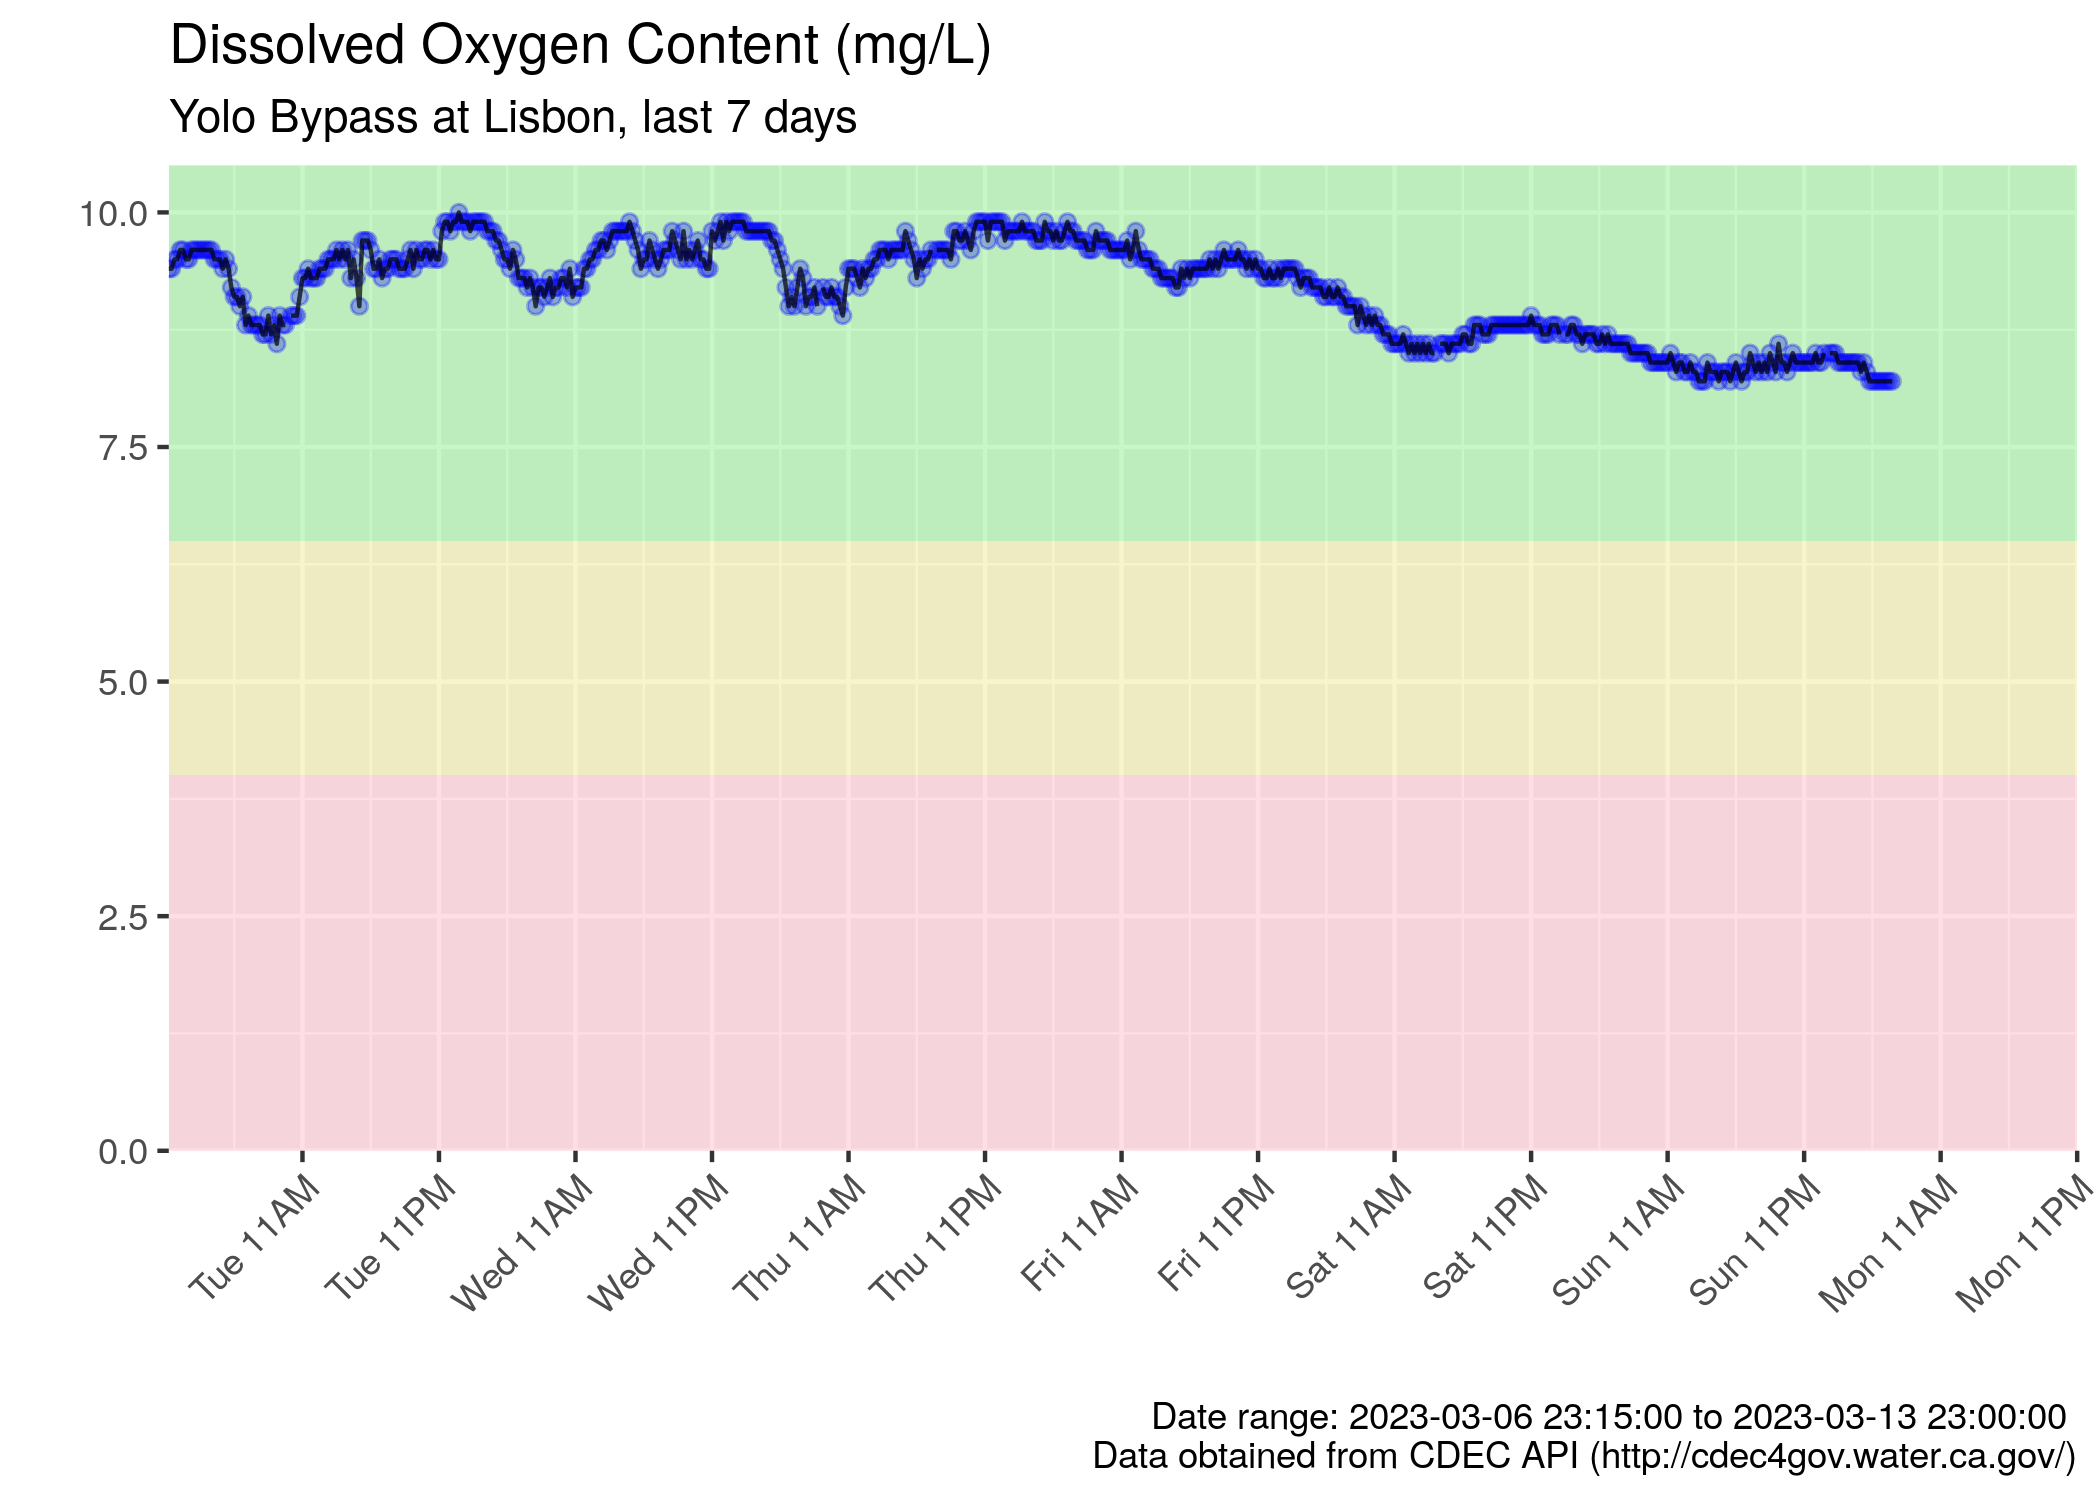 Dissolved Oxygen Content (mg/L)
Yolo Bypass at Lisbon, last 7 days
10.0
7.5
5.0
2.5
0.0
Tue 11AM
Tue 11PM
Wed 11AM
Wed 11PM
Thu 11AM
Thu 11PM
Fri 11AM
Fri 11PM
Sat 11AM
Sat 11PM
Sun 11AM
Sun 11PM
Mon 11AM
Mon 11PM
Date range: 2023-03-06 23:15:00 to 2023-03-13 23:00:00
Data obtained from CDEC API (http://cdec4gov.water.ca.gov/)